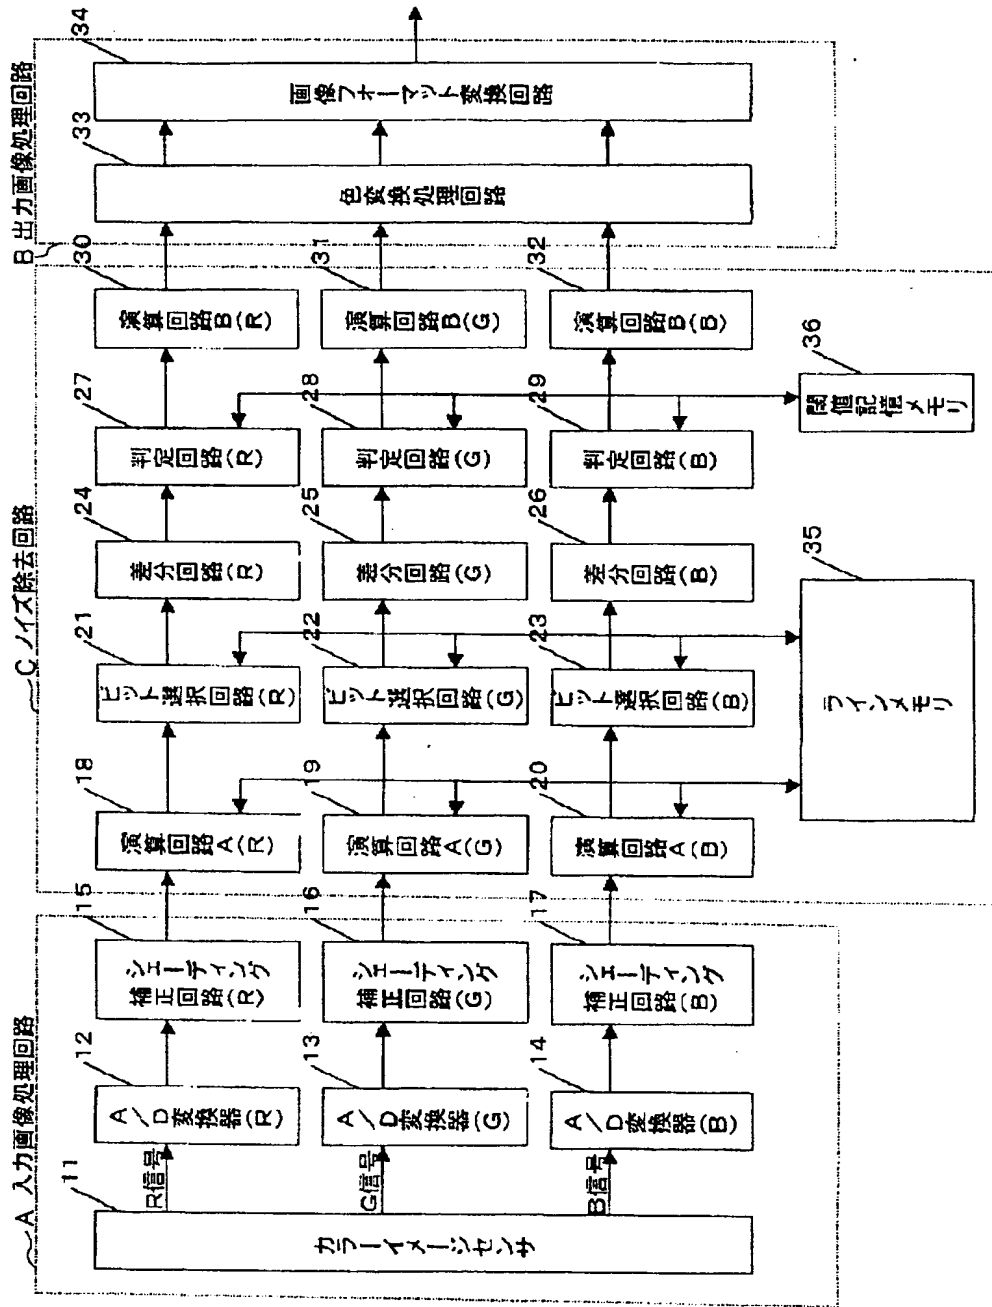 A 入力画像処理回路
11
カラーイメージセンサ
R信号
G信号
B信号
12
A/D変換器(R)
13
A/D変換器(G)
14
A/D変換器(B)
15
シェーディング
補正回路(R)
16
シェーディング
補正回路(G)
17
シェーディング
補正回路(B)
C ノイズ除去回路
18
演算回路A(R)
19
演算回路A(G)
20
演算回路A(B)
21
ビット選択回路(R)
22
ビット選択回路(G)
23
ビット選択回路(B)
24
差分回路(R)
25
差分回路(G)
26
差分回路(B)
27
判定回路(R)
28
判定回路(G)
29
判定回路(B)
30
演算回路B(R)
31
演算回路B(G)
32
演算回路B(B)
35
ラインメモリ
36
閾値記憶メモリ
B 出力画像処理回路
33
色変換処理回路
34
画像フォーマット変換回路